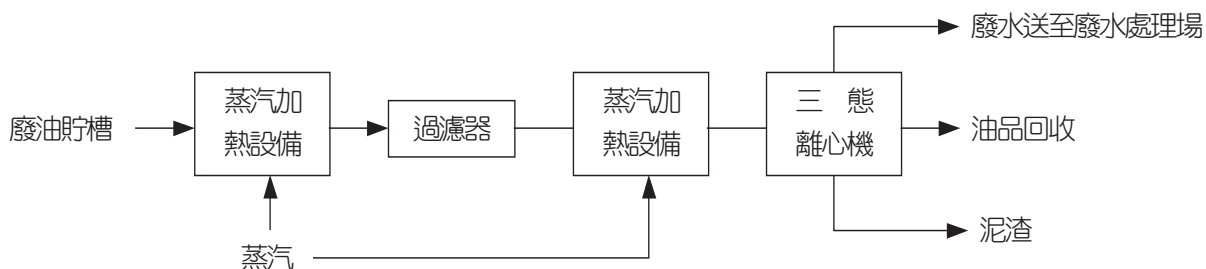 廢水送至廢水處理場
廢油貯槽
蒸汽加
熱設備
過濾器
蒸汽加
熱設備
三態
離心機
油品回收
泥渣
蒸汽